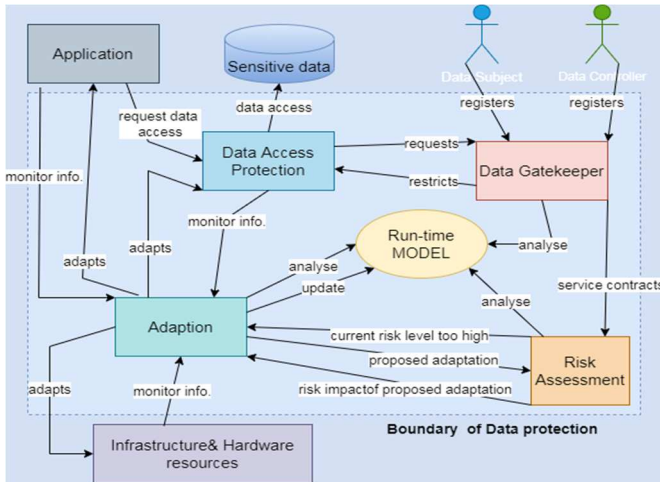 Application
Sensitive data
Data Subject
Data Controller
data access
registers
registers
request data
access
Data Access
Protection
requests
Data Gatekeeper
restricts
monitor info.
monitor info.
Run-time
MODEL
adapts
analyse
adapts
analyse
update
service contracts
analyse
Adaption
current risk level too high
proposed adaptation
Risk
Assessment
adapts
monitor info.
risk impactof proposed adaptation
Boundary of Data protection
Infrastructure& Hardware
resources